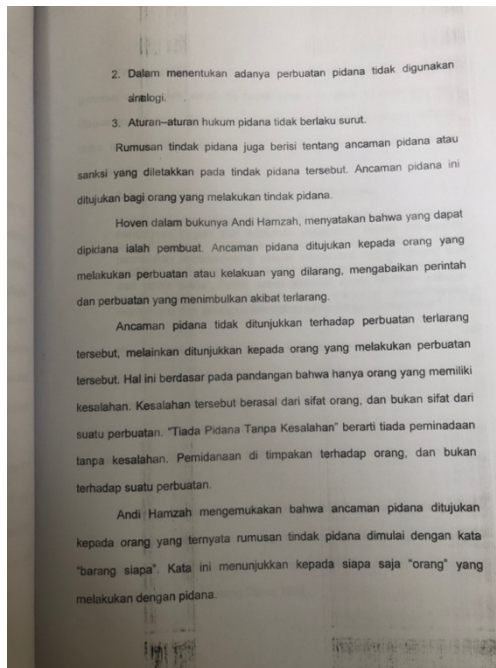 2. Dalam menentukan adanya perbuatan pidana tidak digunakan
analogi.
3. Aturan–aturan hukum pidana tidak berlaku surut.
Rumusan tindak pidana juga berisi tentang ancaman pidana atau
sanksi yang diletakkan pada tindak pidana tersebut. Ancaman pidana ini
ditujukan bagi orang yang melakukan tindak pidana.
Hoven dalam bukunya Andi Hamzah, menyatakan bahwa yang dapat
dipidana ialah pembuat. Ancaman pidana ditujukan kepada orang yang
melakukan perbuatan atau kelakuan yang dilarang, mengabaikan perintah
dan perbuatan yang menimbulkan akibat terlarang.
Ancaman pidana tidak ditunjukkan terhadap perbuatan terlarang
tersebut, melainkan ditunjukkan kepada orang yang melakukan perbuatan
tersebut. Hal ini berdasar pada pandangan bahwa hanya orang yang memiliki
kesalahan. Kesalahan tersebut berasal dari sifat orang, dan bukan sifat dari
suatu perbuatan. "Tiada Pidana Tanpa Kesalahan" berarti tiada peminadaan
tanpa kesalahan. Pemidanaan di timpakan terhadap orang, dan bukan
terhadap suatu perbuatan.
Andi Hamzah mengemukakan bahwa ancaman pidana ditujukan
kepada orang yang ternyata rumusan tindak pidana dimulai dengan kata
"barang siapa". Kata ini menunjukkan kepada siapa saja "orang" yang
melakukan dengan pidana.